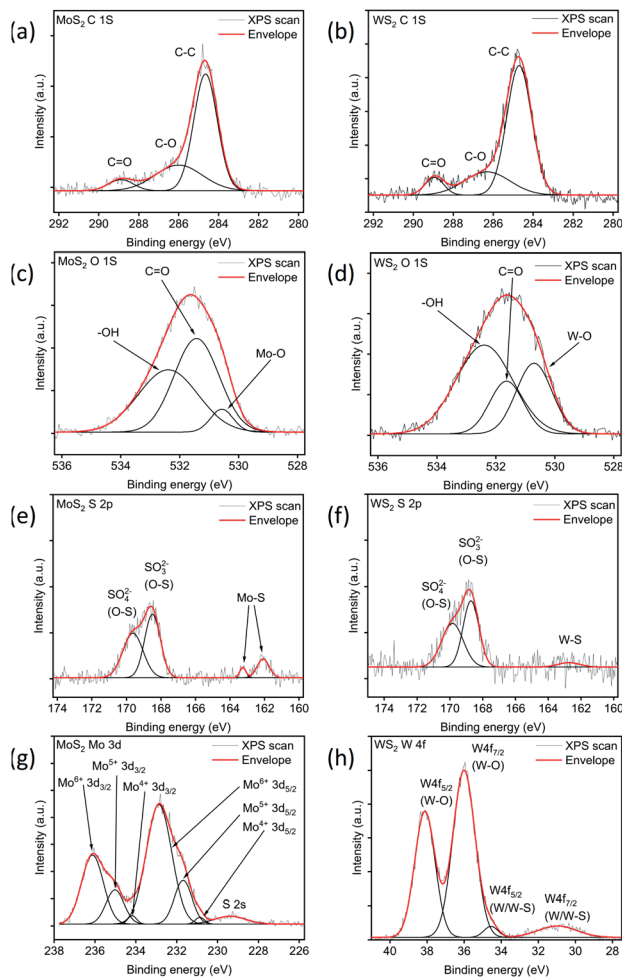 (a)
MoS₂ C 1S
XPS scan
Envelope
C-C
C-O
C=O
Intensity (a.u.)
292 290 288 286 284 282 280
Binding energy (eV)
(b)
WS₂ C 1S
XPS scan
Envelope
C-C
C-O
C=O
Intensity (a.u.)
292 290 288 286 284 282 280
Binding energy (eV)
(c)
MoS₂ O 1S
XPS scan
Envelope
C=O
-OH
Mo-O
Intensity (a.u.)
536 534 532 530 528
Binding energy (eV)
(d)
WS₂ O 1S
XPS scan
Envelope
C=O
-OH
W-O
Intensity (a.u.)
536 534 532 530 528
Binding energy (eV)
(e)
MoS₂ S 2p
XPS scan
Envelope
SO₃²⁻
(O-S)
SO₄²⁻
(O-S)
Mo-S
Intensity (a.u.)
174 172 170 168 166 164 162 160
Binding energy (eV)
(f)
WS₂ S 2p
XPS scan
Envelope
SO₃²⁻
(O-S)
SO₄²⁻
(O-S)
W-S
Intensity (a.u.)
174 172 170 168 166 164 162 160
Binding energy (eV)
(g)
MoS₂ Mo 3d
XPS scan
Envelope
Mo⁵⁺ 3d₃/₂
Mo⁶⁺ 3d₃/₂
Mo⁴⁺ 3d₃/₂
Mo⁶⁺ 3d₅/₂
Mo⁵⁺ 3d₅/₂
Mo⁴⁺ 3d₅/₂
S 2s
Intensity (a.u.)
238 236 234 232 230 228 226
Binding energy (eV)
(h)
WS₂ W 4f
XPS scan
Envelope
W4f₇/₂
(W-O)
W4f₅/₂
(W-O)
W4f₅/₂
(W/W-S)
W4f₇/₂
(W/W-S)
Intensity (a.u.)
40 38 36 34 32 30 28
Binding energy (eV)